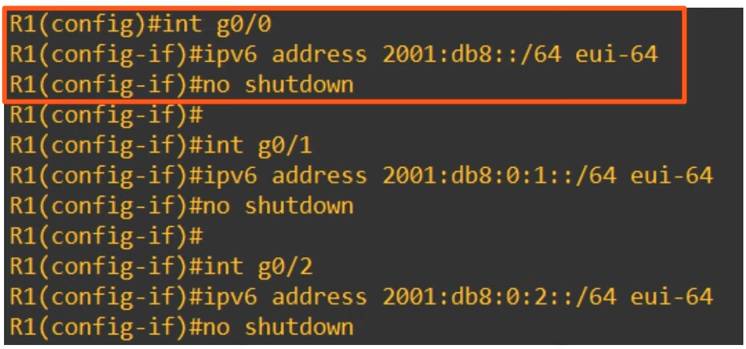 R1(config)#int g0/0
R1(config-if)#ipv6 address 2001:db8::/64 eui-64
R1(config-if)#no shutdown
R1(config-if)#
R1(config-if)#int g0/1
R1(config-if)#ipv6 address 2001:db8:0:1::/64 eui-64
R1(config-if)#no shutdown
R1(config-if)#
R1(config-if)#int g0/2
R1(config-if)#ipv6 address 2001:db8:0:2::/64 eui-64
R1(config-if)#no shutdown